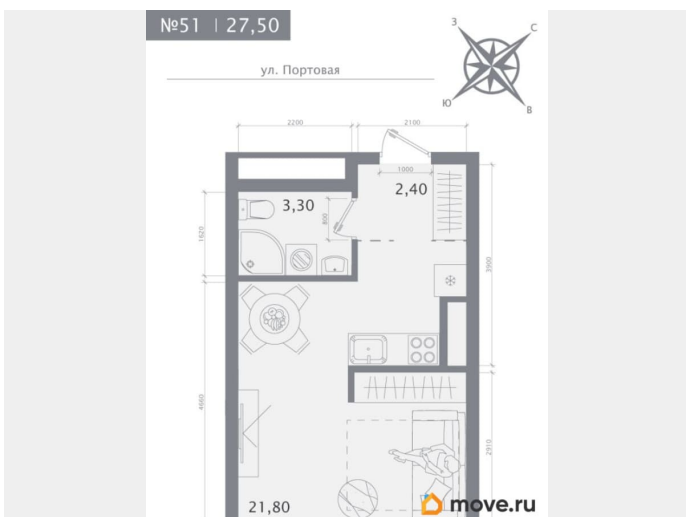 №51 | 27,50
ул. Портовая
З
С
Ю
В
2200
2100
1000
2,40
3,30
800
1620
3900
4660
2910
21,80
move.ru